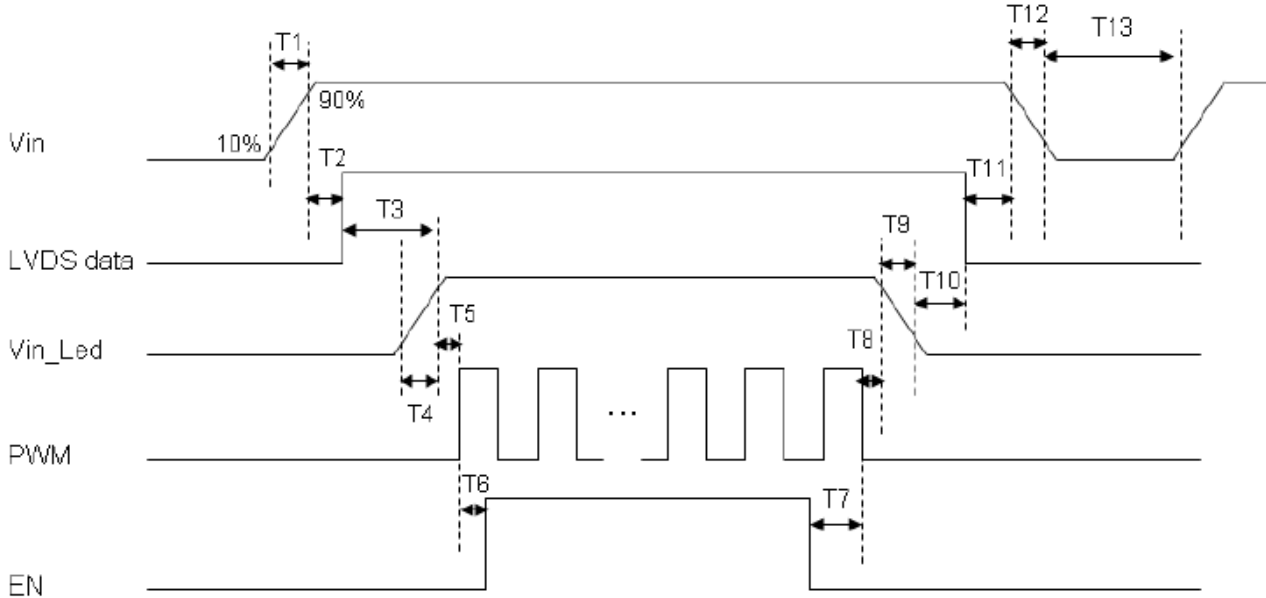 T12
T13
T1
90%
Vin
10%
T2
T11
T3
T9
LVDS data
T10
T5
Vin_Led
T8
T4
...
PWM
T6
T7
EN